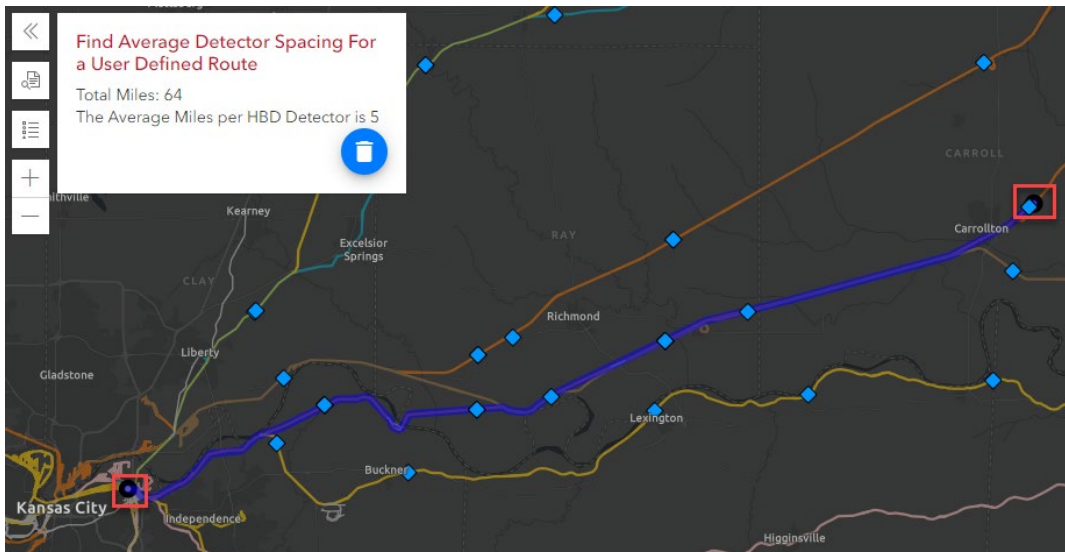 Find Average Detector Spacing For
a User Defined Route
Total Miles: 64
The Average Miles per HBD Detector is 5
CARROLL
Kearney
Carrollton
RAY
Excelsior
Springs
CLAY
Richmond
Liberty
Gladstone
Lexington
Buckner
Kansas City
Independence
Higginsville